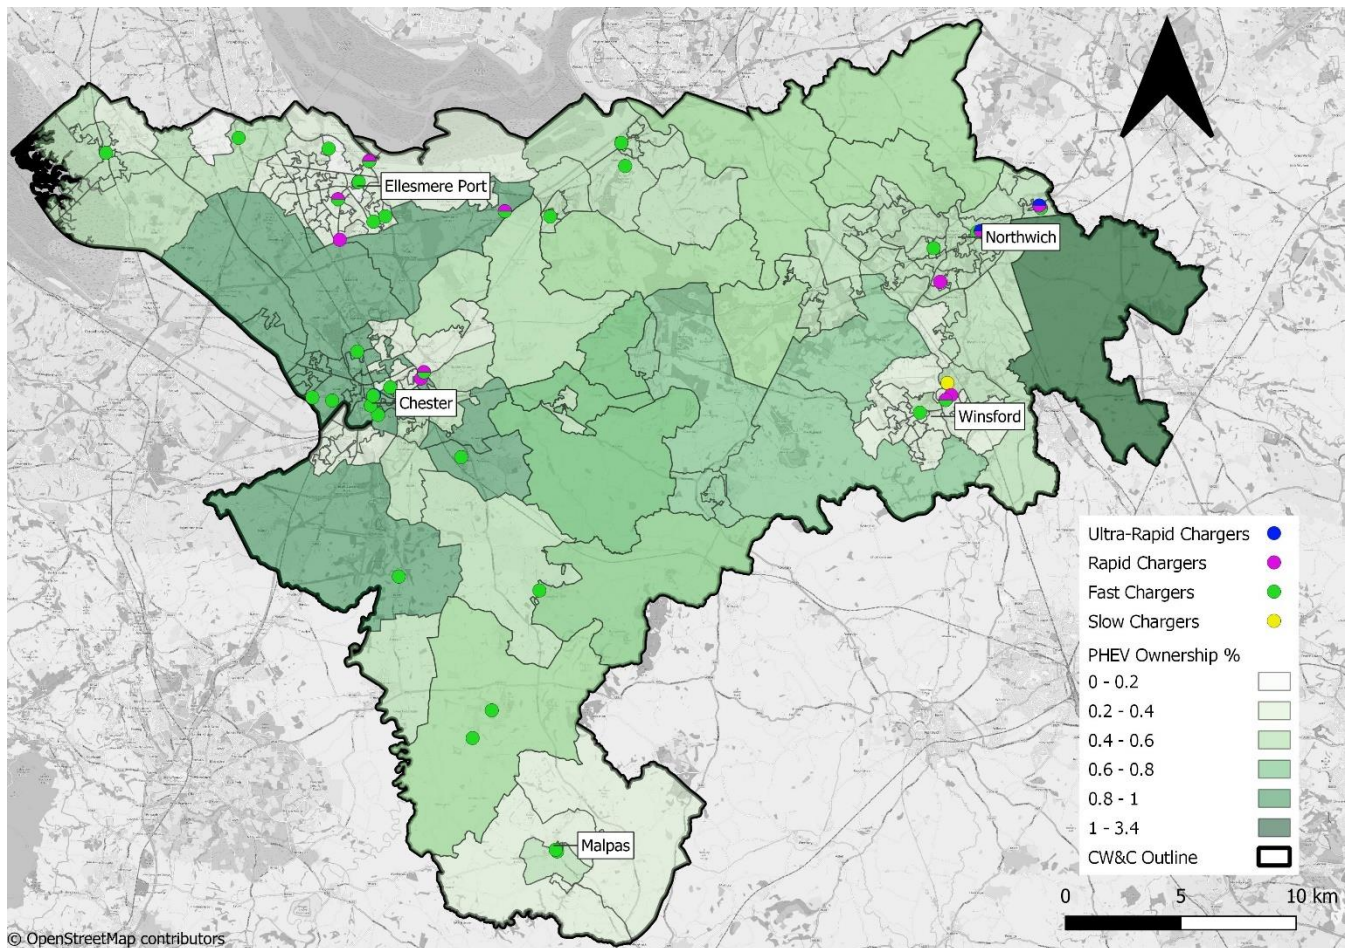 Ellesmere Port
Northwich
Chester
Winsford
Malpas
Ultra-Rapid Chargers
Rapid Chargers
Fast Chargers
Slow Chargers
PHEV Ownership %
0 - 0.2
0.2 - 0.4
0.4 - 0.6
0.6 - 0.8
0.8 - 1
1 - 3.4
CW&C Outline
0 5 10 km
© OpenStreetMap contributors